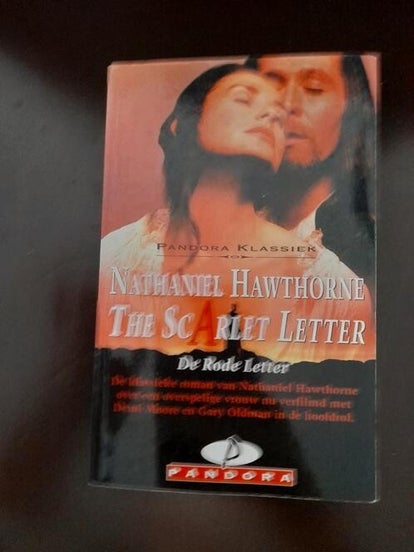 PANDORA KLASSIEK
NATHANIEL HAWTHORNE
THE SCARLET LETTER
De Rode Letter
De klassieke roman van Nathaniel Hawthorne
over een overspelige vrouw nu verfilmd met
Demi Moore en Gary Oldman in de hoofdrol.
P
PANDORA